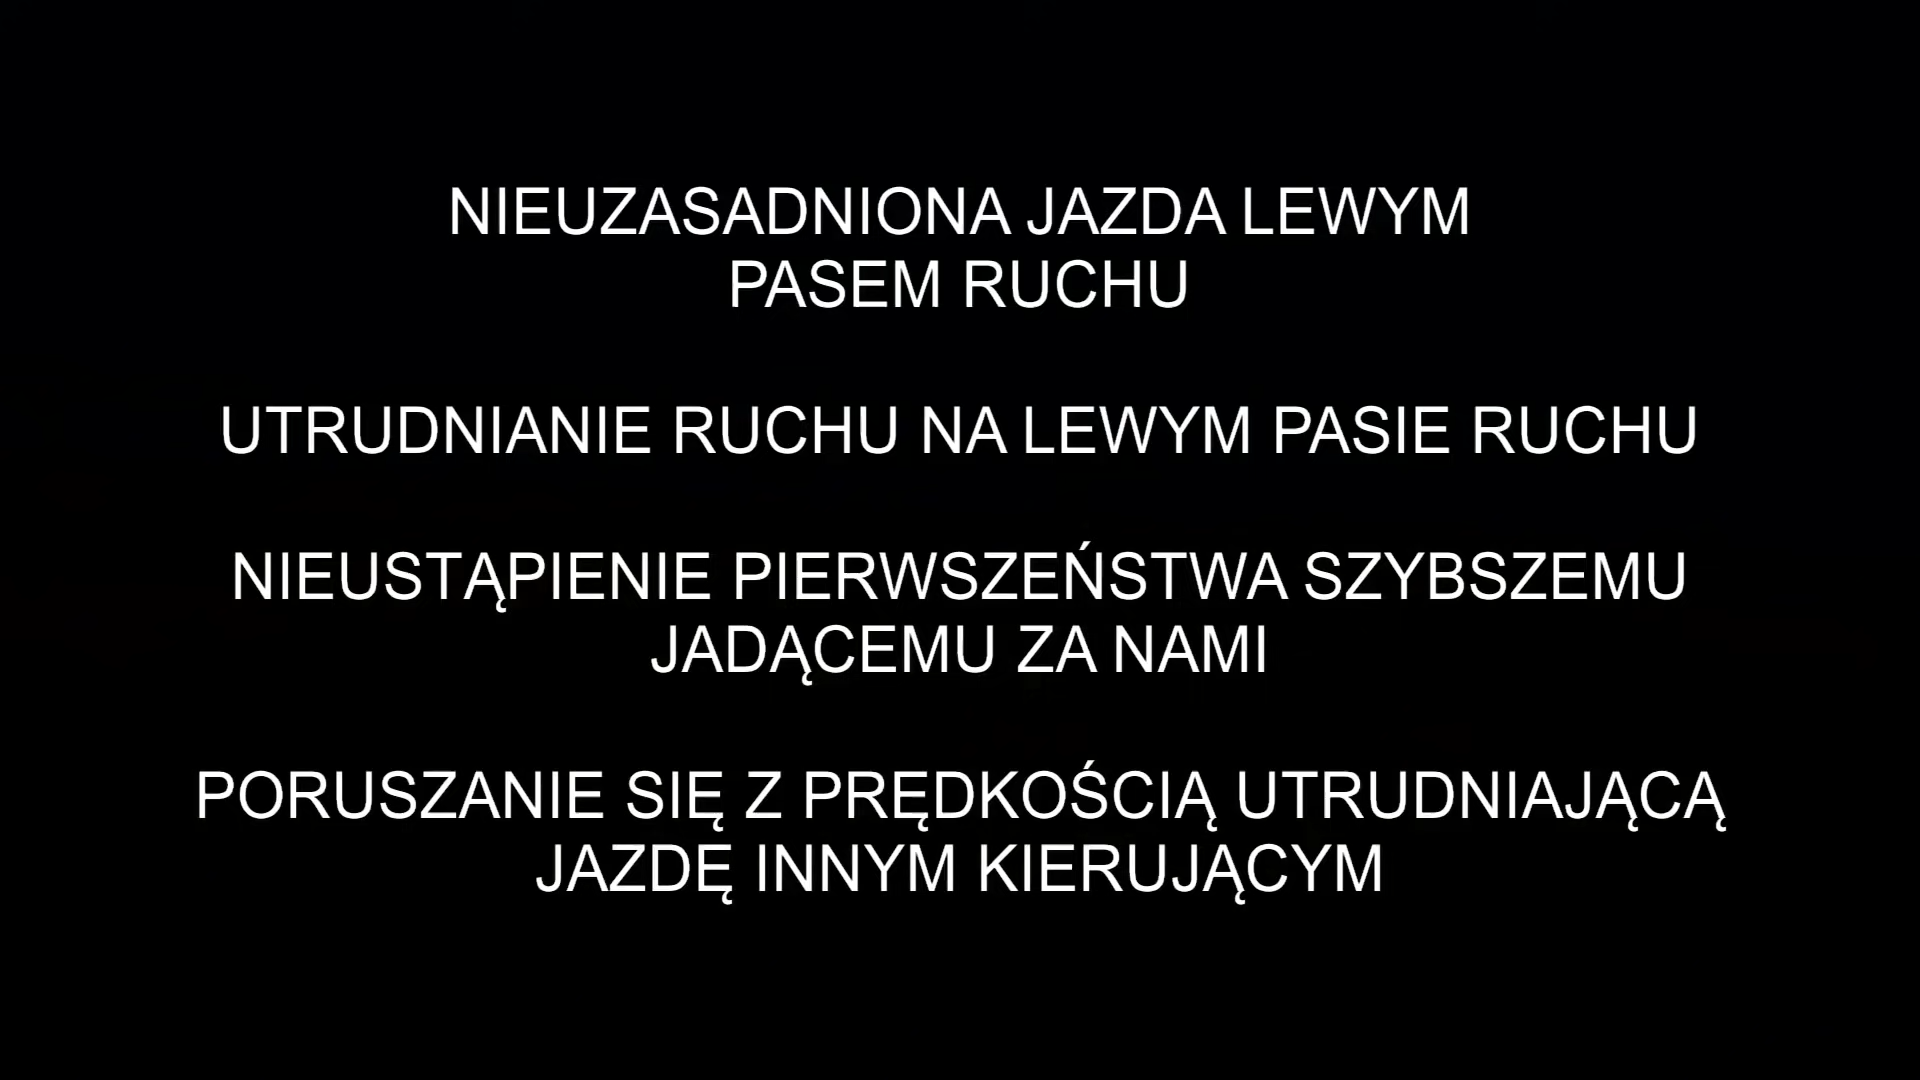 NIEUZASADNIONA JAZDA LEWYM
PASEM RUCHU
UTRUDNIANIE RUCHU NA LEWYM PASIE RUCHU
NIEUSTĄPIENIE PIERWSZEŃSTWA SZYBSZEMU
JADĄCEMU ZA NAMI
PORUSZANIE SIĘ Z PRĘDKOŚCIĄ UTRUDNIAJĄCĄ
JAZDĘ INNYM KIERUJĄCYM